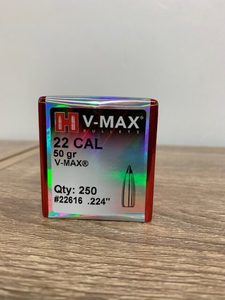 H V-MAX®
BULLETS
22 CAL
50 gr
V-MAX®
Qty: 250
#22616 .224"